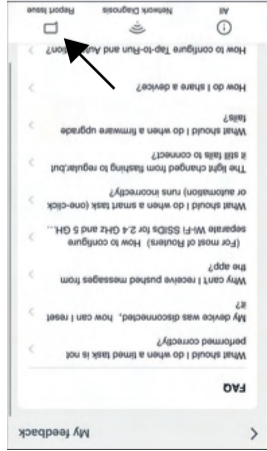 My feedback
FAQ
What should I do when a timed task is not
performed correctly?
My device was disconnected, how can I reset
it?
Why can't I receive pushed messages from
the app?
(For most of Routers) How to configure
separate Wi-Fi SSIDs for 2.4 GHz and 5 GH...
What should I do when a smart task (one-click
or automation) runs incorrectly?
The light changed from flashing to regular,but
it still fails to connect?
What should I do when a firmware upgrade
fails?
How do I share a device?
How to configure Tap-to-Run and Automation?
All
Network Diagnosis
Report Issue